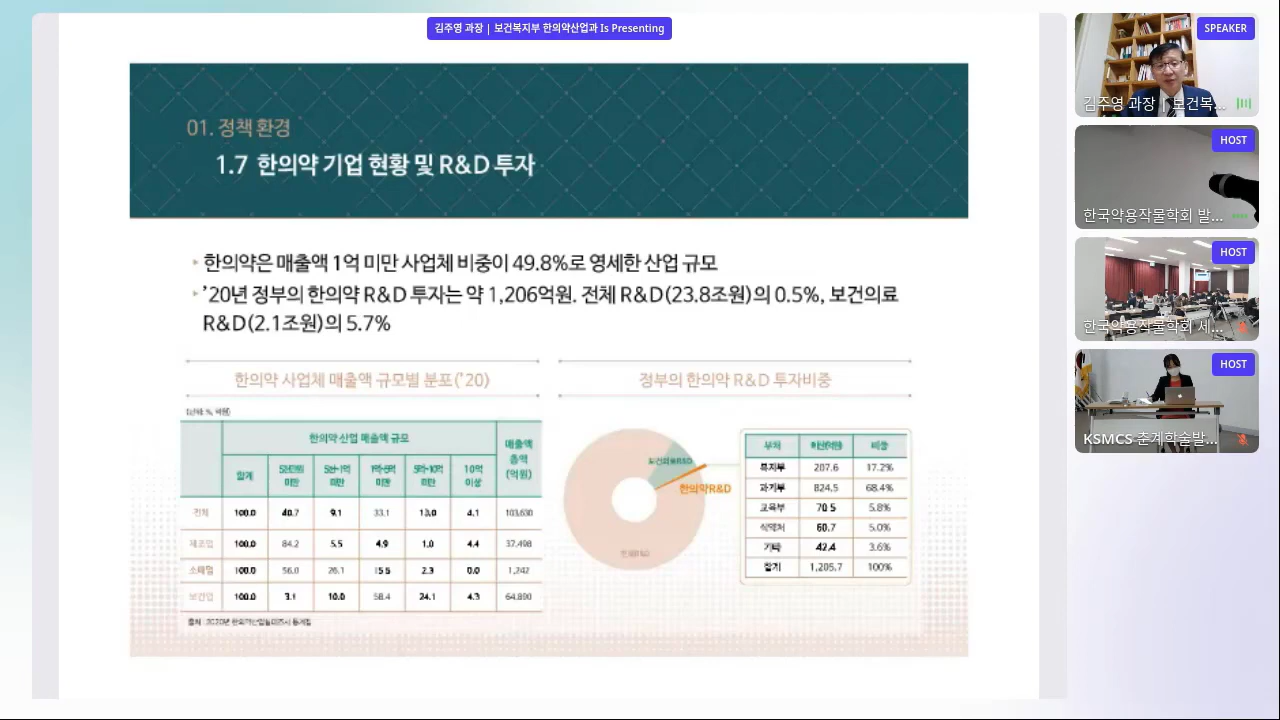 김주영 과장 | 보건복지부 한의약산업과 Is Presenting
01. 정책 환경
1.7 한의약 기업 현황 및 R&D 투자
한의약은 매출액 1억 미만 사업체 비중이 49.8%로 영세한 산업 규모
'20년 정부의 한의약 R&D 투자는 약 1,206억원. 전체 R&D(23.8조원)의 0.5%, 보건의료
R&D(2.1조원)의 5.7%
한의약 사업체 매출액 규모별 분포('20)
한의약 산업 매출액 규모 매출액 총액 (억원)
합계 미만 미만 미만 미만 10억 이상
전체 100.0 40.7 9.1 33.1 13.0 4.1 103,630
제조업 100.0 84.2 5.5 4.9 1.0 4.4 37,498
소매업 100.0 56.0 26.1 15.5 2.3 0.0 1,242
보건업 100.0 3.1 10.0 58.4 24.1 4.3 64,890
정부의 한의약 R&D 투자비중
보건의료R&D
한의약R&D
부처 비중
복지부 207.6 17.2%
과기부 824.5 68.4%
교육부 70.5 5.8%
식약처 60.7 5.0%
기타 42.4 3.6%
합계 1,205.7 100%
SPEAKER
김주영 과장 | 보건복...
HOST
한국약용작물학회 발...
HOST
한국약용작물학회 세...
HOST
KSMCS 춘계학술발...